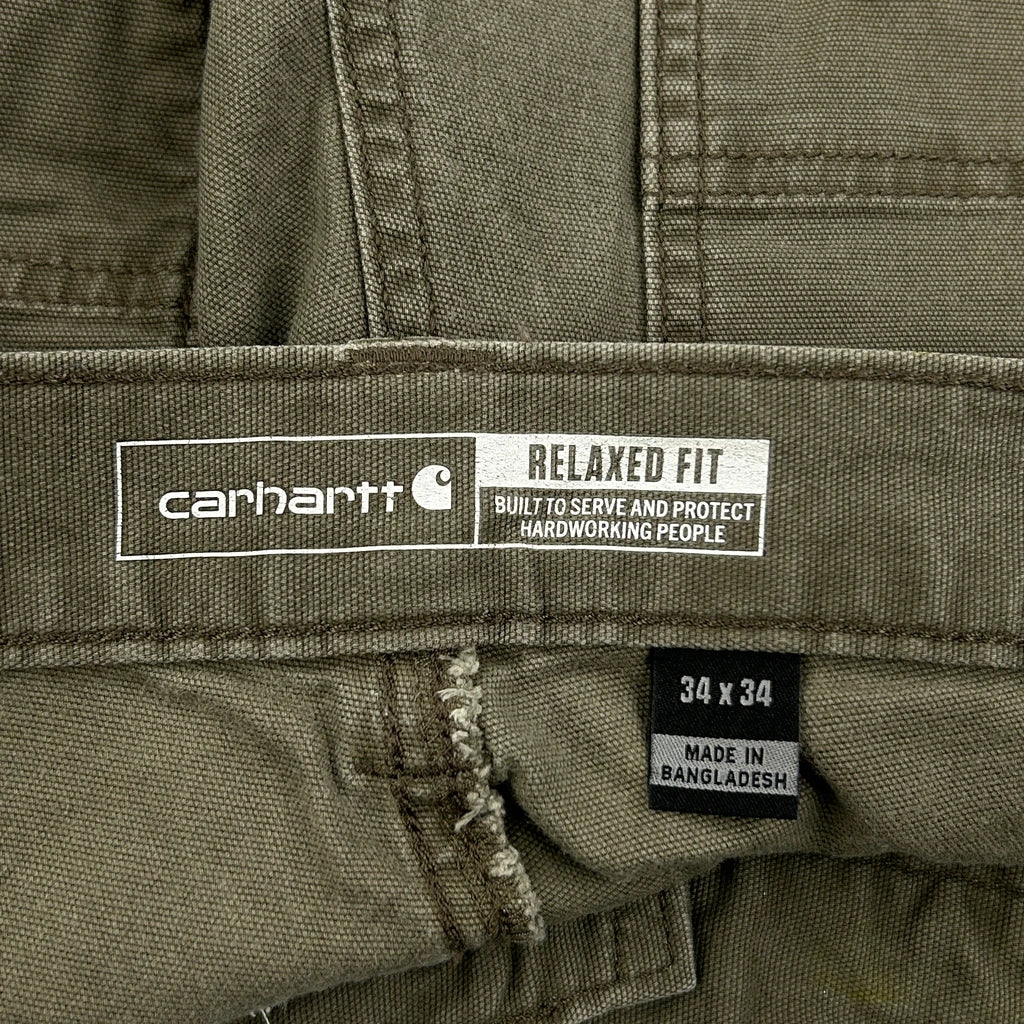 carhartt
RELAXED FIT
BUILT TO SERVE AND PROTECT
HARDWORKING PEOPLE
34 x 34
MADE IN
BANGLADESH